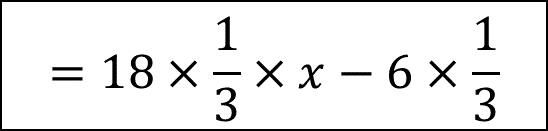 = 18 × 1/3 × x − 6 × 1/3